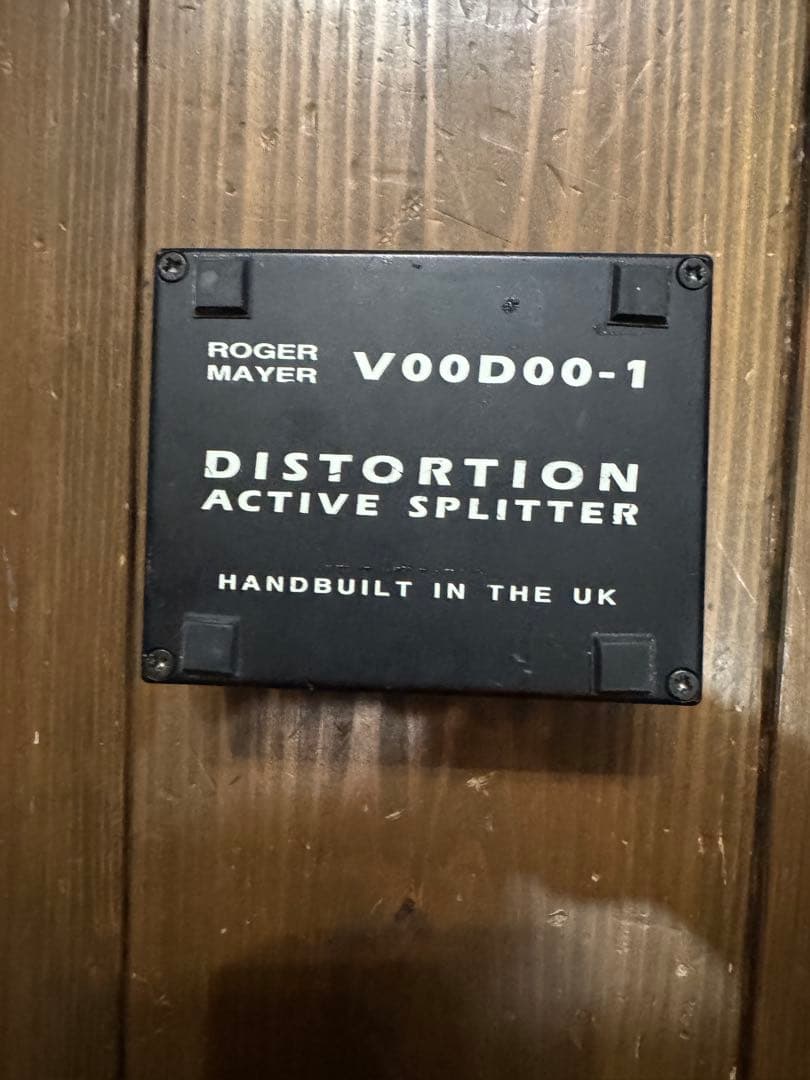 ROGER
MAYER
VOODOO-1
DISTORTION
ACTIVE SPLITTER
HANDBUILT IN THE UK